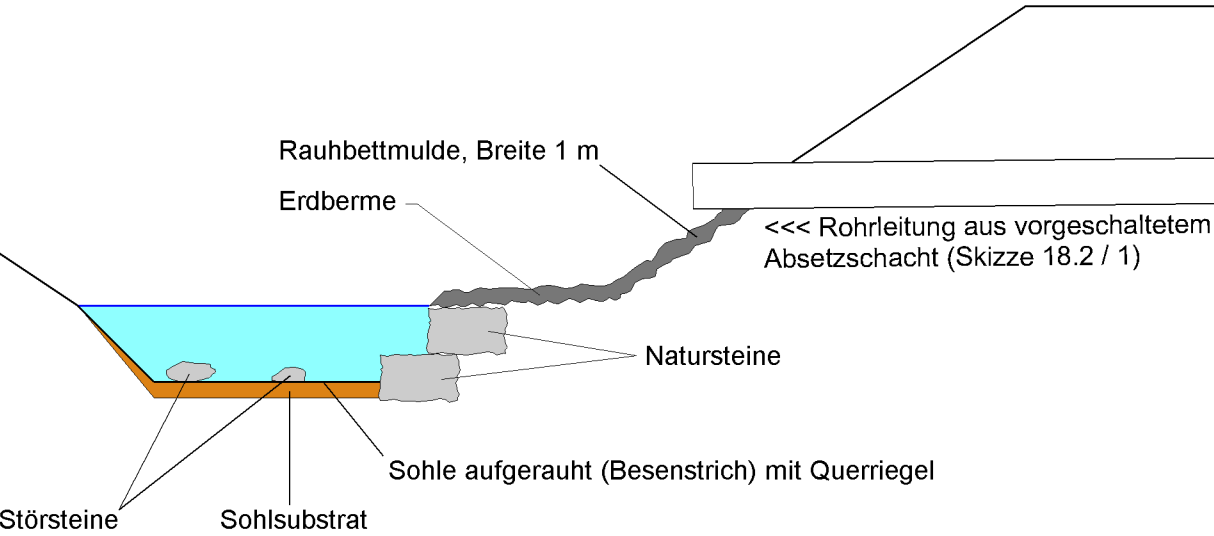 Rauhbettmulde, Breite 1 m
Erdberme
<<< Rohrleitung aus vorgeschaltetem
Absetzschacht (Skizze 18.2 / 1)
Natursteine
Sohle aufgerauht (Besenstrich) mit Querriegel
Störsteine
Sohlsubstrat